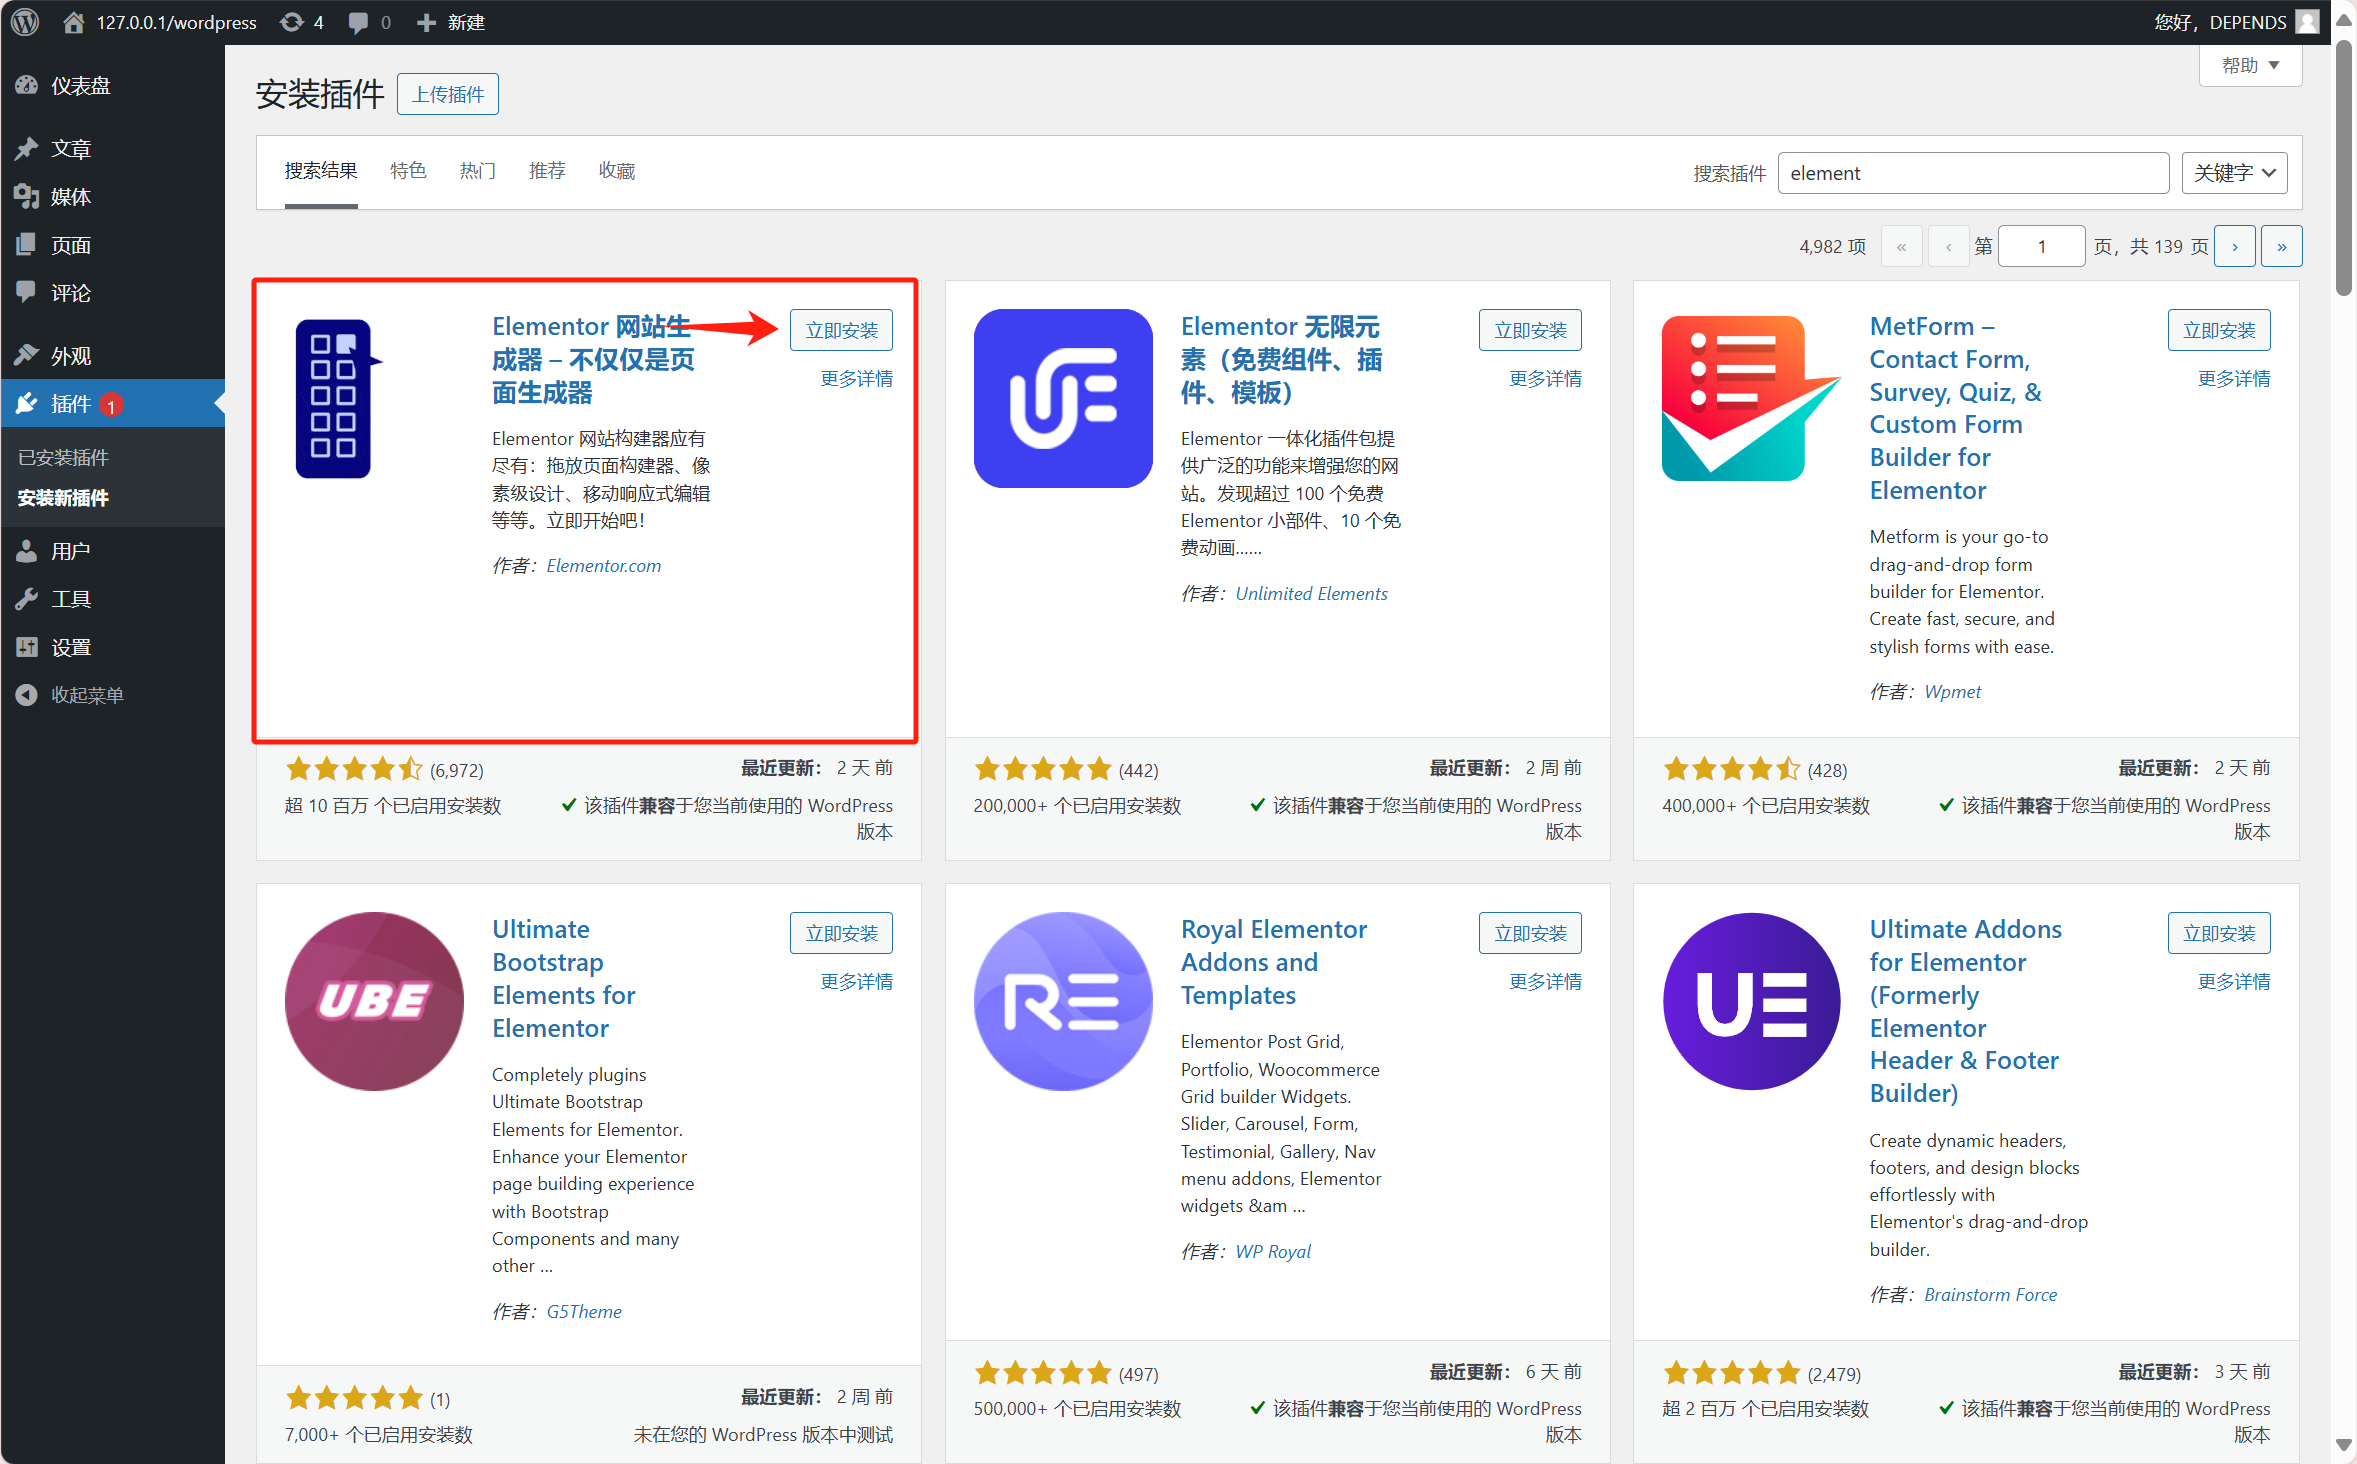 127.0.0.1/wordpress
4
0
新建
您好，DEPENDS
仪表盘
文章
媒体
页面
评论
外观
插件 1
已安装插件
安装新插件
用户
工具
设置
收起菜单
安装插件
上传插件
帮助
搜索结果
特色
热门
推荐
收藏
搜索插件
element
关键字
4,982 项
«
‹
第
1
页，共 139 页
›
»
Elementor 网站生
成器 – 不仅仅是页
面生成器
立即安装
更多详情
Elementor 网站构建器应有
尽有：拖放页面构建器、像
素级设计、移动响应式编辑
等等。立即开始吧！
作者：Elementor.com
(6,972)
最近更新： 2 天 前
超 10 百万 个已启用安装数
该插件兼容于您当前使用的 WordPress
版本
Elementor 无限元
素（免费组件、插
件、模板）
立即安装
更多详情
Elementor 一体化插件包提
供广泛的功能来增强您的网
站。发现超过 100 个免费
Elementor 小部件、10 个免
费动画……
作者：Unlimited Elements
(442)
最近更新： 2 周 前
200,000+ 个已启用安装数
该插件兼容于您当前使用的 WordPress
版本
MetForm –
Contact Form,
Survey, Quiz, &
Custom Form
Builder for
Elementor
立即安装
更多详情
Metform is your go-to
drag-and-drop form
builder for Elementor.
Create fast, secure, and
stylish forms with ease.
作者：Wpmet
(428)
最近更新： 2 天 前
400,000+ 个已启用安装数
该插件兼容于您当前使用的 WordPress
版本
UBE
Ultimate
Bootstrap
Elements for
Elementor
立即安装
更多详情
Completely plugins
Ultimate Bootstrap
Elements for Elementor.
Enhance your Elementor
page building experience
with Bootstrap
Components and many
other ...
作者：G5Theme
(1)
最近更新： 2 周 前
7,000+ 个已启用安装数
未在您的 WordPress 版本中测试
RE
Royal Elementor
Addons and
Templates
立即安装
更多详情
Elementor Post Grid,
Portfolio, Woocommerce
Grid builder Widgets.
Slider, Carousel, Form,
Testimonial, Gallery, Nav
menu addons, Elementor
widgets &am ...
作者：WP Royal
(497)
最近更新： 6 天 前
500,000+ 个已启用安装数
该插件兼容于您当前使用的 WordPress
版本
UE
Ultimate Addons
for Elementor
(Formerly
Elementor
Header & Footer
Builder)
立即安装
更多详情
Create dynamic headers,
footers, and design blocks
effortlessly with
Elementor's drag-and-drop
builder.
作者：Brainstorm Force
(2,479)
最近更新： 3 天 前
超 2 百万 个已启用安装数
该插件兼容于您当前使用的 WordPress
版本